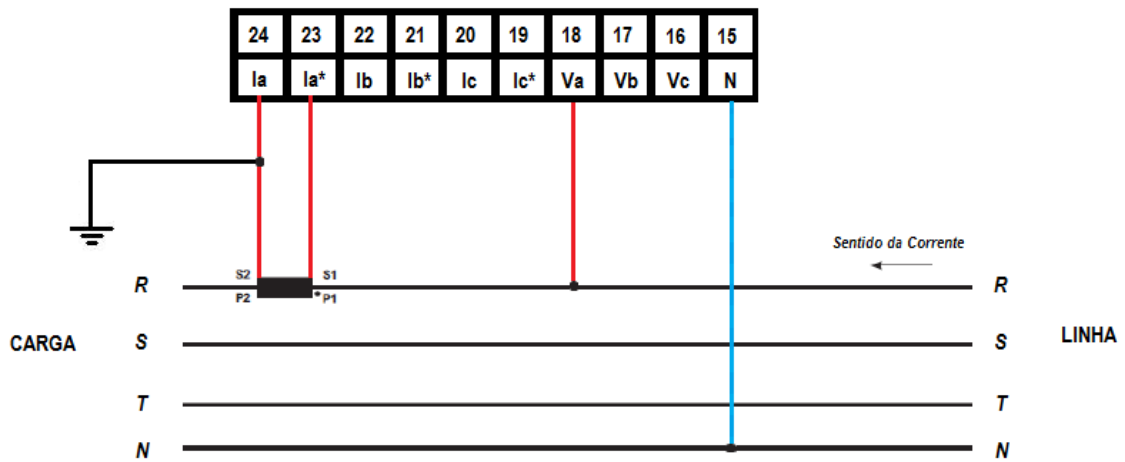 24 23 22 21 20 19 18 17 16 15
Ia Ia* Ib Ib* Ic Ic* Va Vb Vc N
Sentido da Corrente
S2 S1
R R
P2 * P1
CARGA S S LINHA
T T
N N